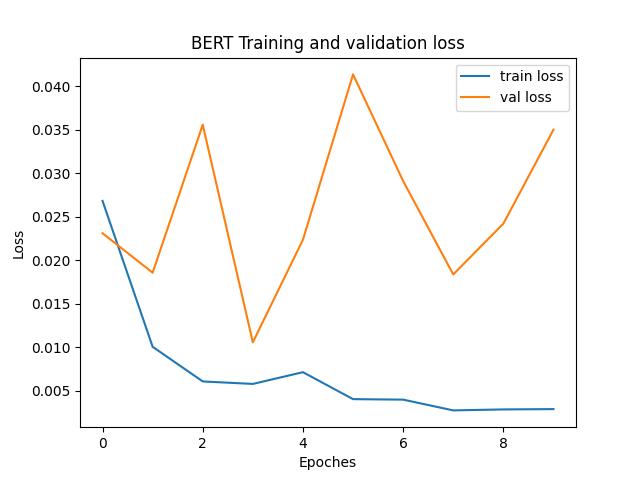 BERT Training and validation loss
train loss
val loss
0.040
0.035
0.030
0.025
0.020
0.015
0.010
0.005
Loss
0 2 4 6 8
Epoches